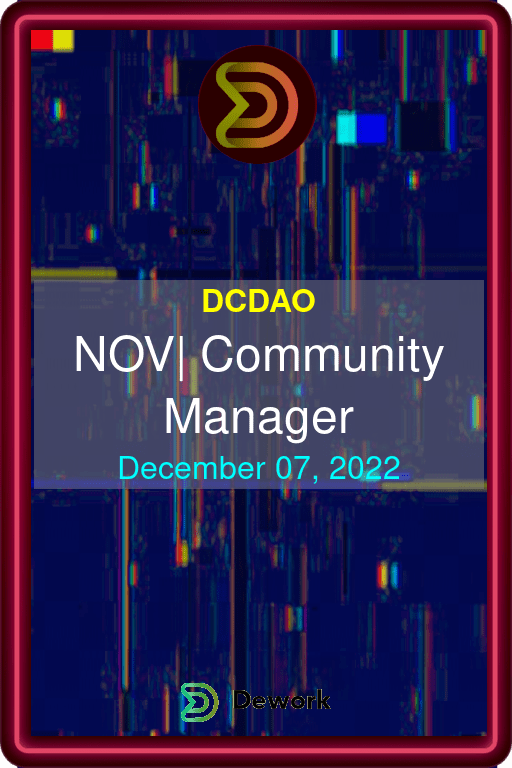 DCDAO
NOV| Community
Manager
December 07, 2022
Dework